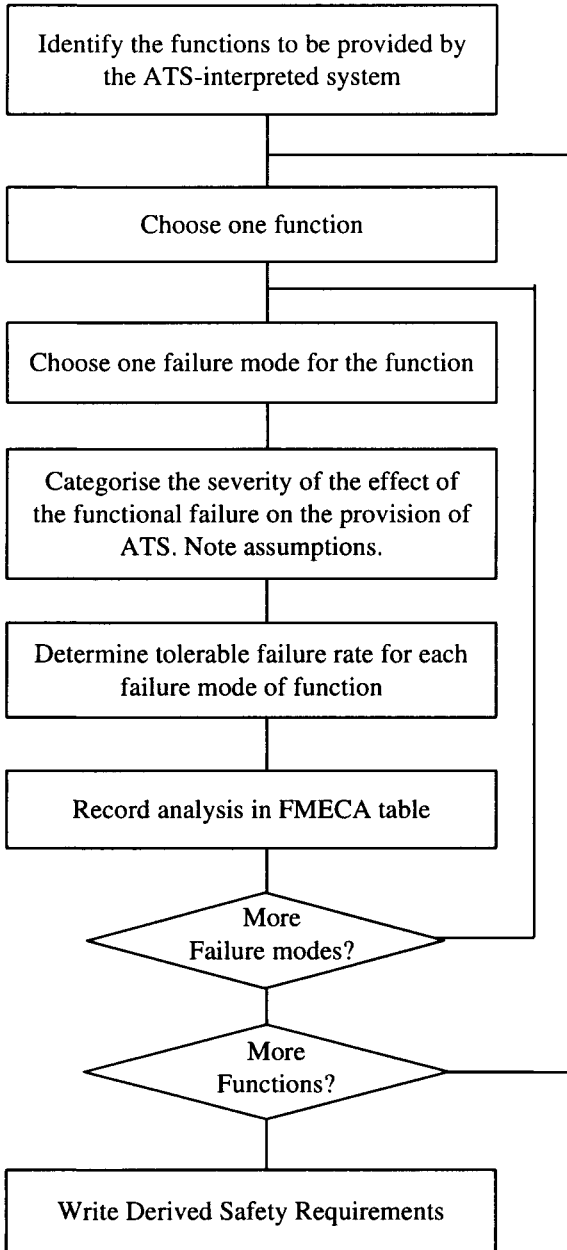 Identify the functions to be provided by
the ATS-interpreted system
Choose one function
Choose one failure mode for the function
Categorise the severity of the effect of
the functional failure on the provision of
ATS. Note assumptions.
Determine tolerable failure rate for each
failure mode of function
Record analysis in FMECA table
More
Failure modes?
More
Functions?
Write Derived Safety Requirements